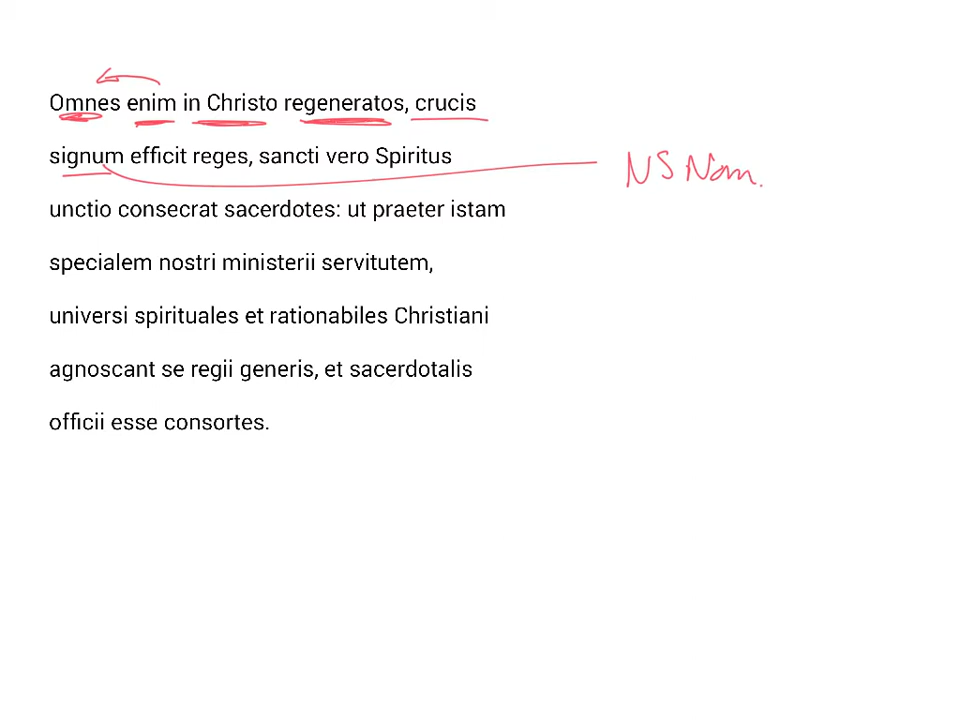 Omnes enim in Christo regeneratos, crucis
signum efficit reges, sancti vero Spiritus
NS Nom.
unctio consecrat sacerdotes: ut praeter istam
specialem nostri ministerii servitutem,
universi spirituales et rationabiles Christiani
agnoscant se regii generis, et sacerdotalis
officii esse consortes.